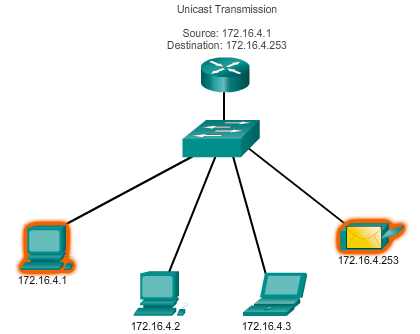 Unicast Transmission
Source: 172.16.4.1
Destination: 172.16.4.253
172.16.4.253
172.16.4.1
172.16.4.2
172.16.4.3